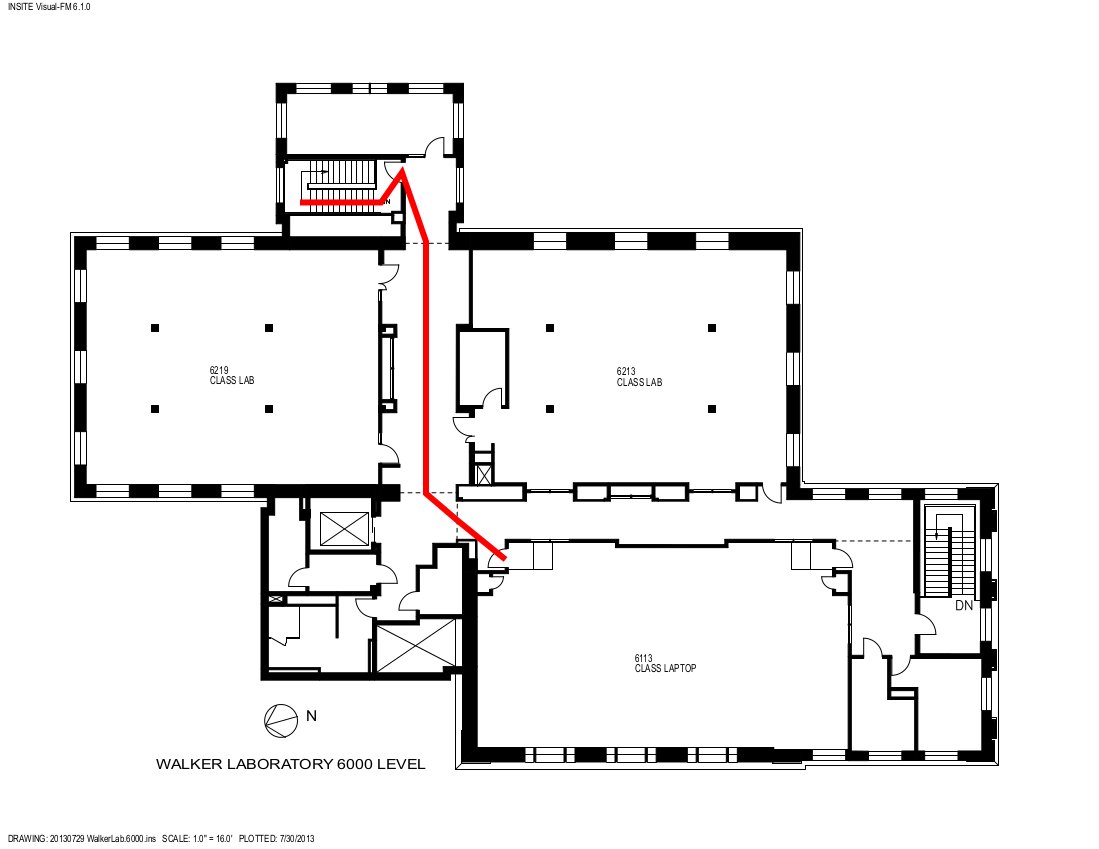 INSITE Visual-FM 6.1.0
6219
CLASS LAB
6213
CLASS LAB
DN
6113
CLASS LAPTOP
N
WALKER LABORATORY 6000 LEVEL
DRAWING: 20130729 WalkerLab.6000.ins SCALE: 1.0" = 16.0' PLOTTED: 7/30/2013